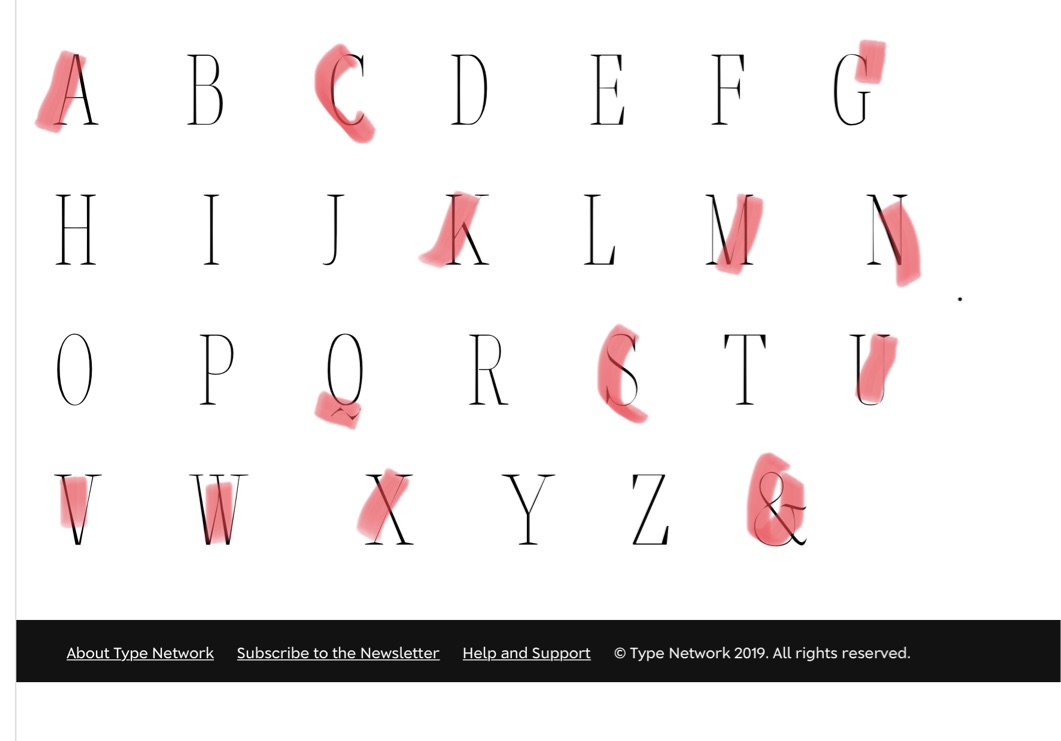 A B C D E F G
H I J K L M N
.
O P Q R S T U
V W X Y Z &
About Type Network Subscribe to the Newsletter Help and Support © Type Network 2019. All rights reserved.